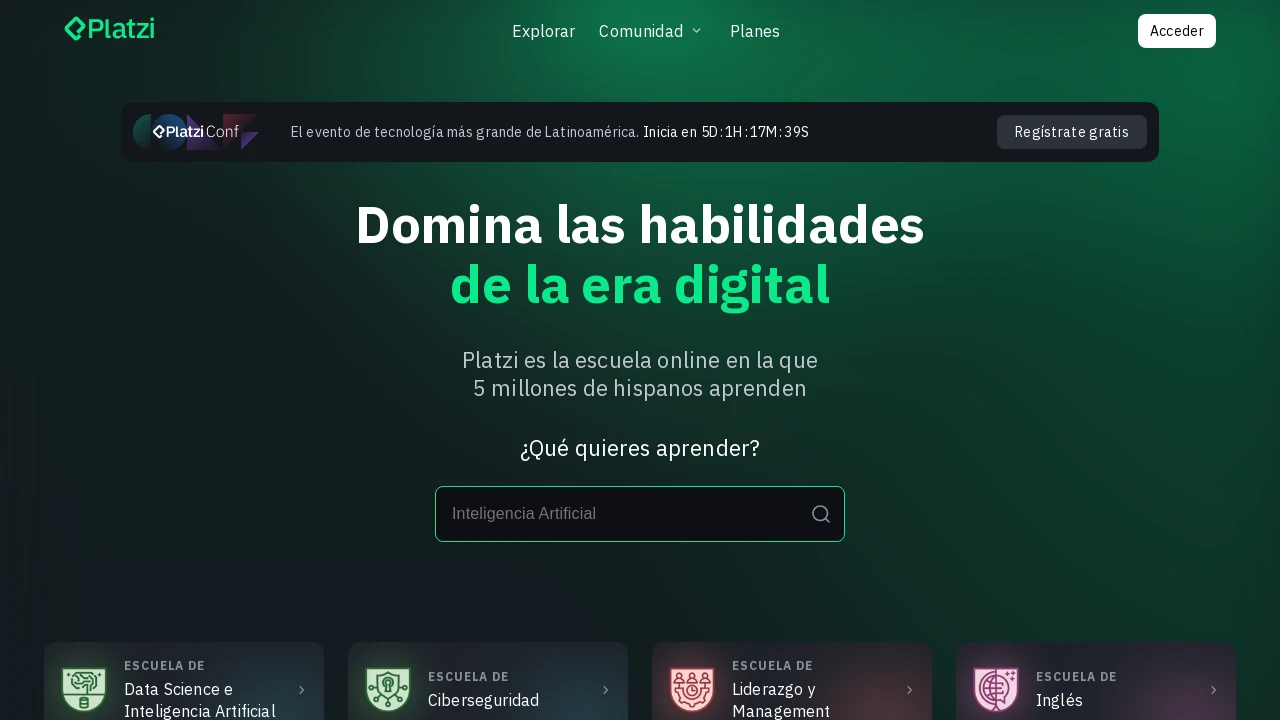 Platzi
Explorar
Comunidad
Planes
Acceder
Platzi Conf
El evento de tecnología más grande de Latinoamérica. Inicia en 5D:1H:17M:39S
Regístrate gratis
Domina las habilidades
de la era digital
Platzi es la escuela online en la que
5 millones de hispanos aprenden
¿Qué quieres aprender?
Inteligencia Artificial
ESCUELA DE
Data Science e
Inteligencia Artificial
ESCUELA DE
Ciberseguridad
ESCUELA DE
Liderazgo y
Management
ESCUELA DE
Inglés